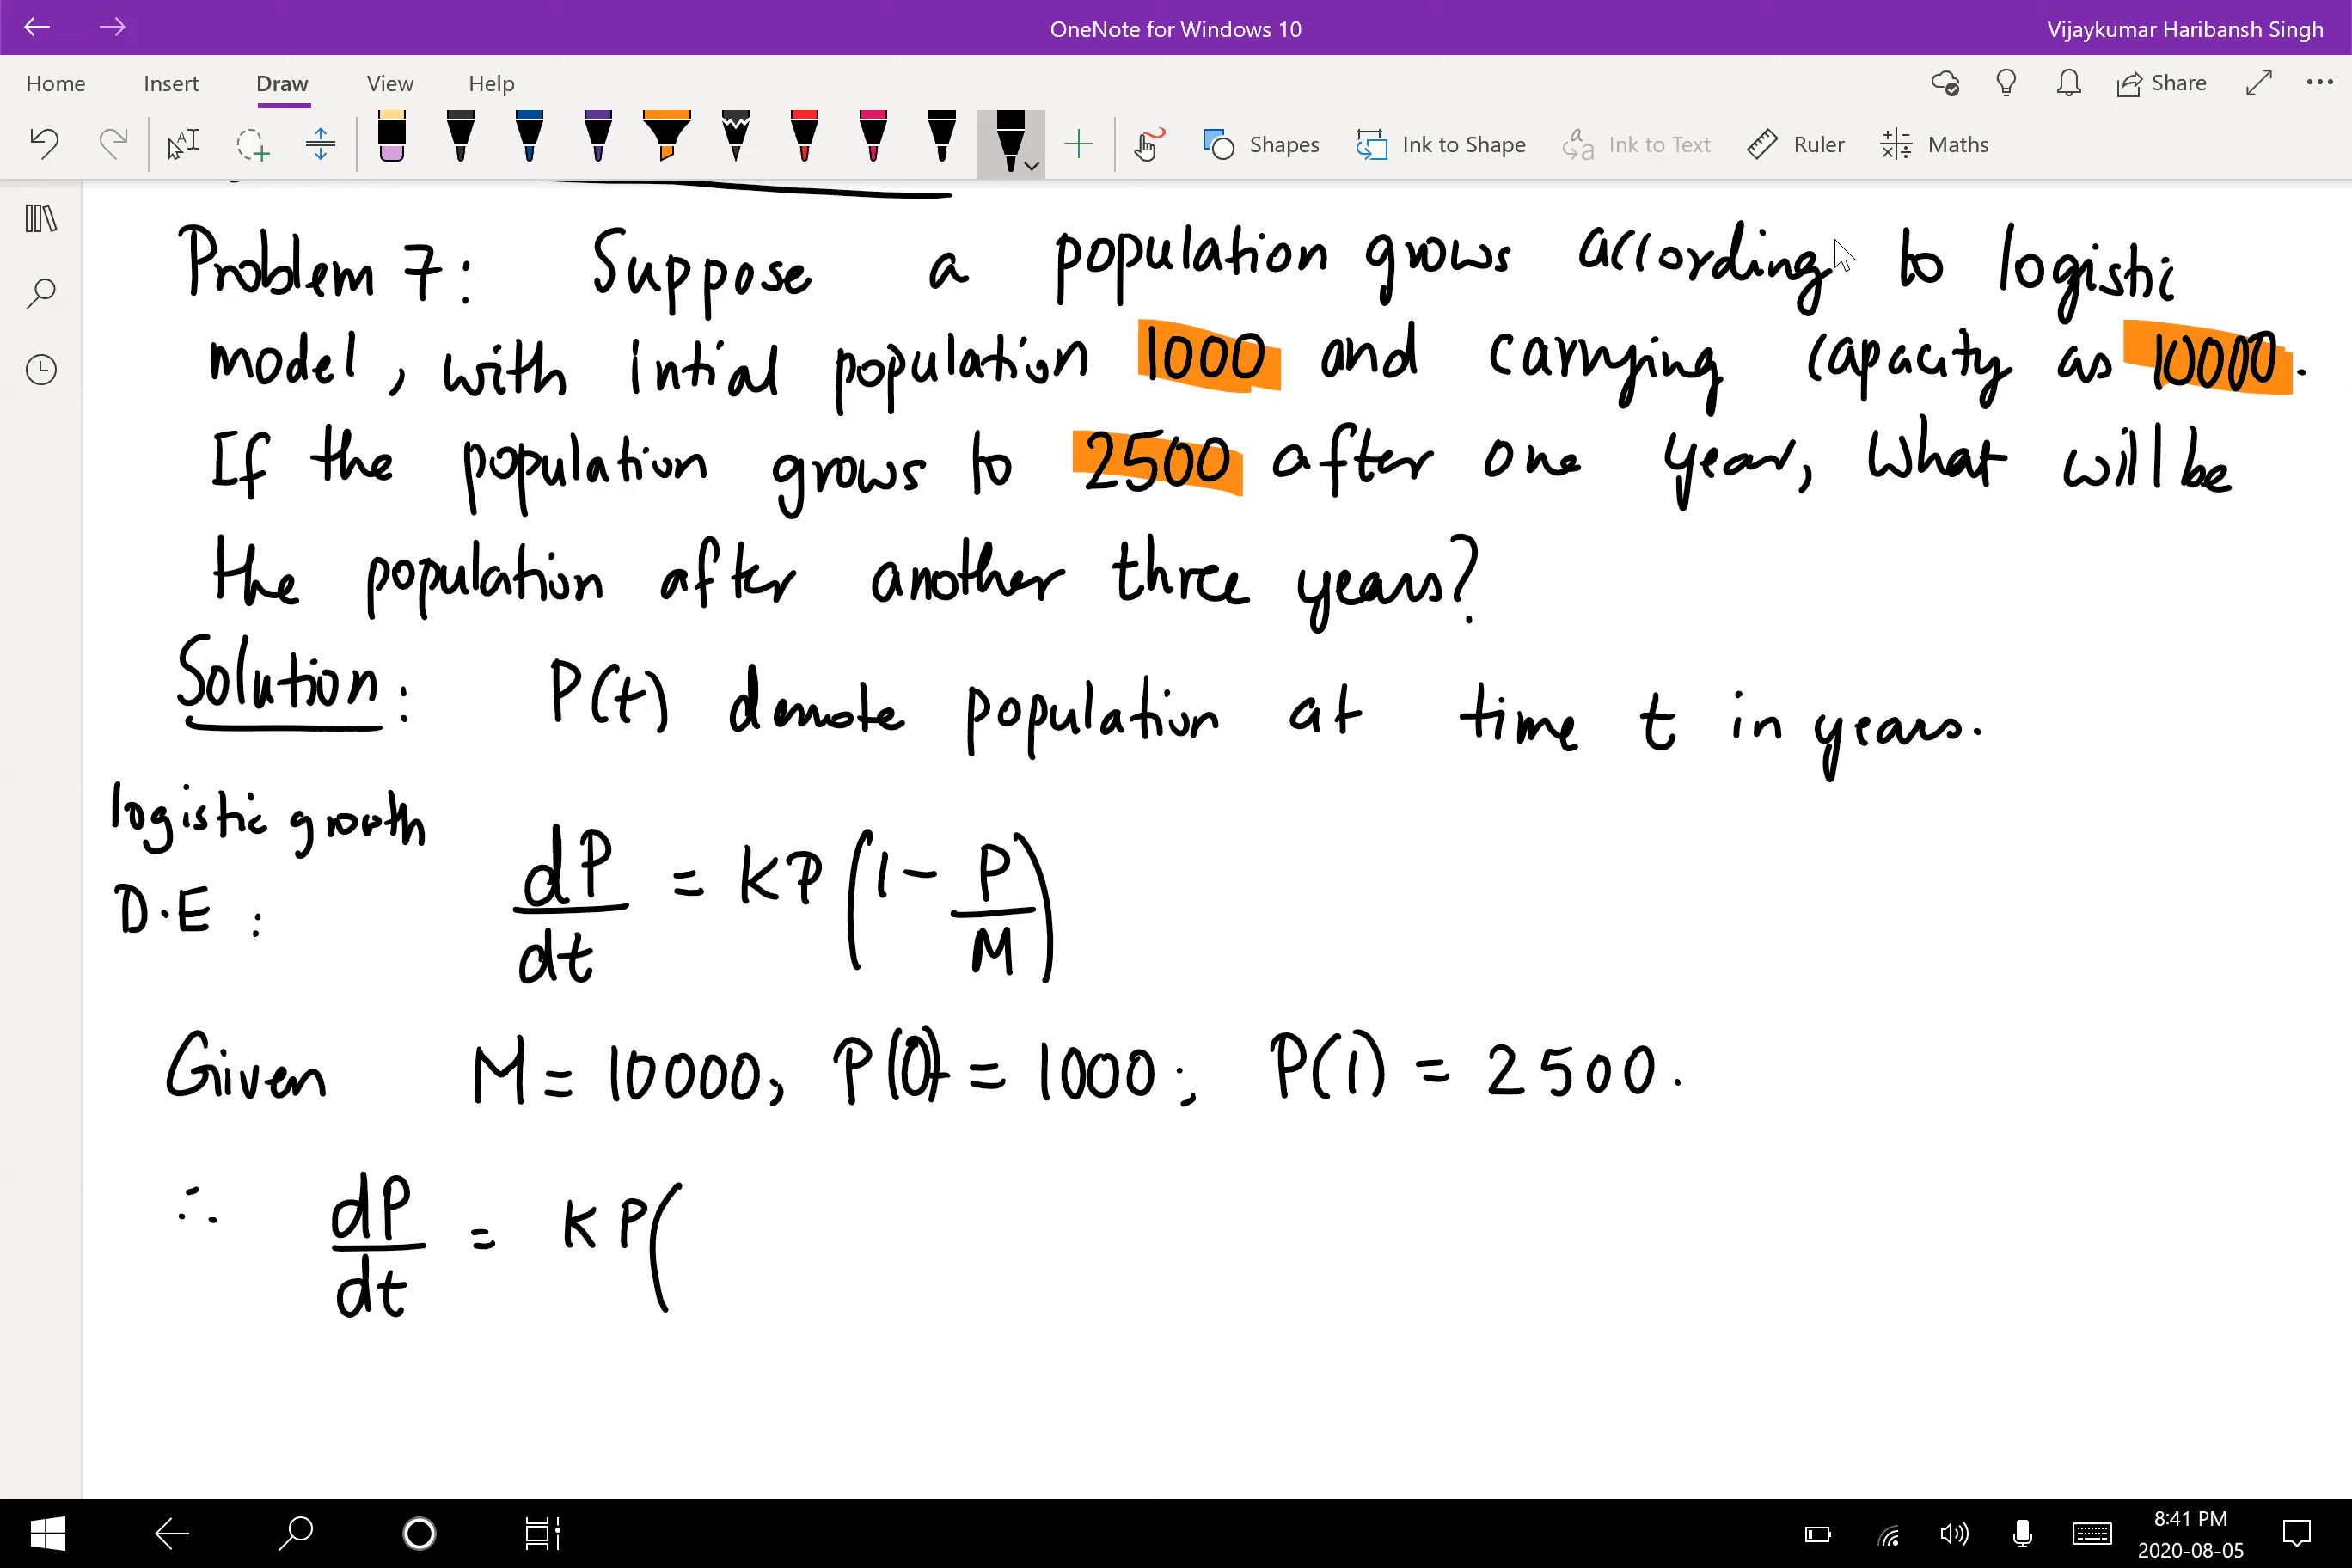 OneNote for Windows 10
Vijaykumar Haribansh Singh
Home Insert Draw View Help
Share
Shapes Ink to Shape Ink to Text Ruler Maths
Problem 7: Suppose a population grows according to logistic
model, with intial population 1000 and carrying capacity as 10000.
If the population grows to 2500 after one year, What will be
the population after another three years?
Solution: P(t) denote population at time t in years.
logistic growth
D.E : dP/dt = KP(1 - P/M)
Given M = 10000; P(0) = 1000; P(1) = 2500.
∴ dP/dt = KP(
8:41 PM
2020-08-05